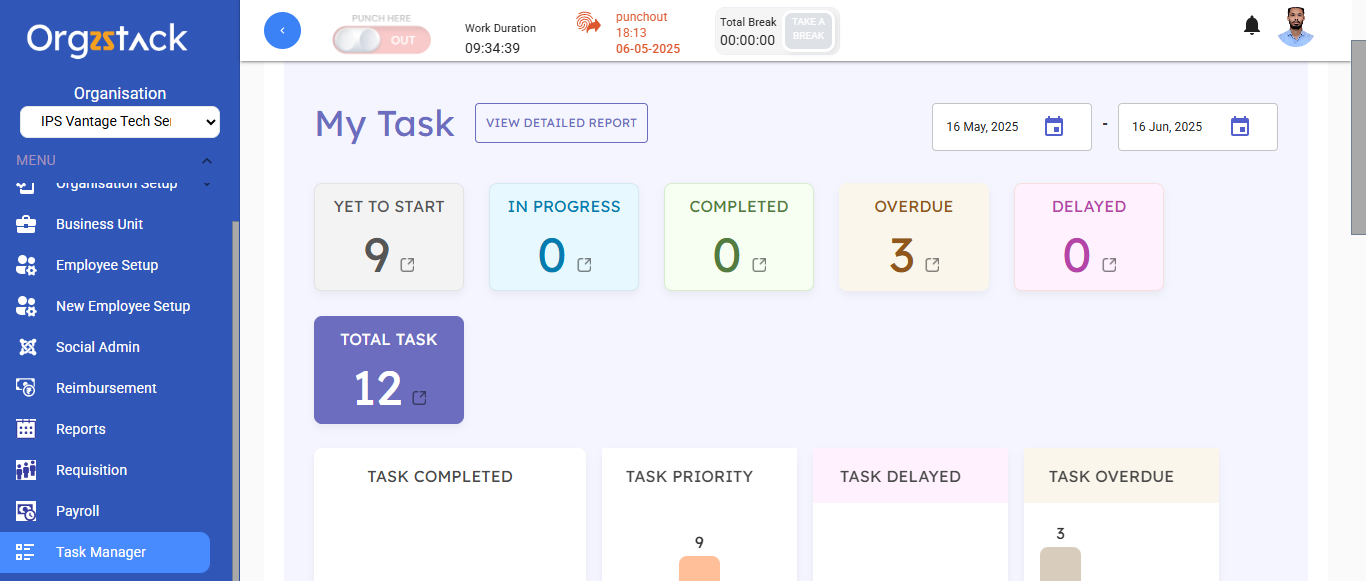 Orgzstack
Organisation
IPS Vantage Tech Ser
MENU
Organisation Setup
Business Unit
Employee Setup
New Employee Setup
Social Admin
Reimbursement
Reports
Requisition
Payroll
Task Manager
PUNCH HERE
OUT
Work Duration
09:34:39
punchout
18:13
06-05-2025
Total Break
00:00:00
TAKE A
BREAK
My Task
VIEW DETAILED REPORT
16 May, 2025
-
16 Jun, 2025
YET TO START
9
IN PROGRESS
0
COMPLETED
0
OVERDUE
3
DELAYED
0
TOTAL TASK
12
TASK COMPLETED
TASK PRIORITY
9
TASK DELAYED
TASK OVERDUE
3